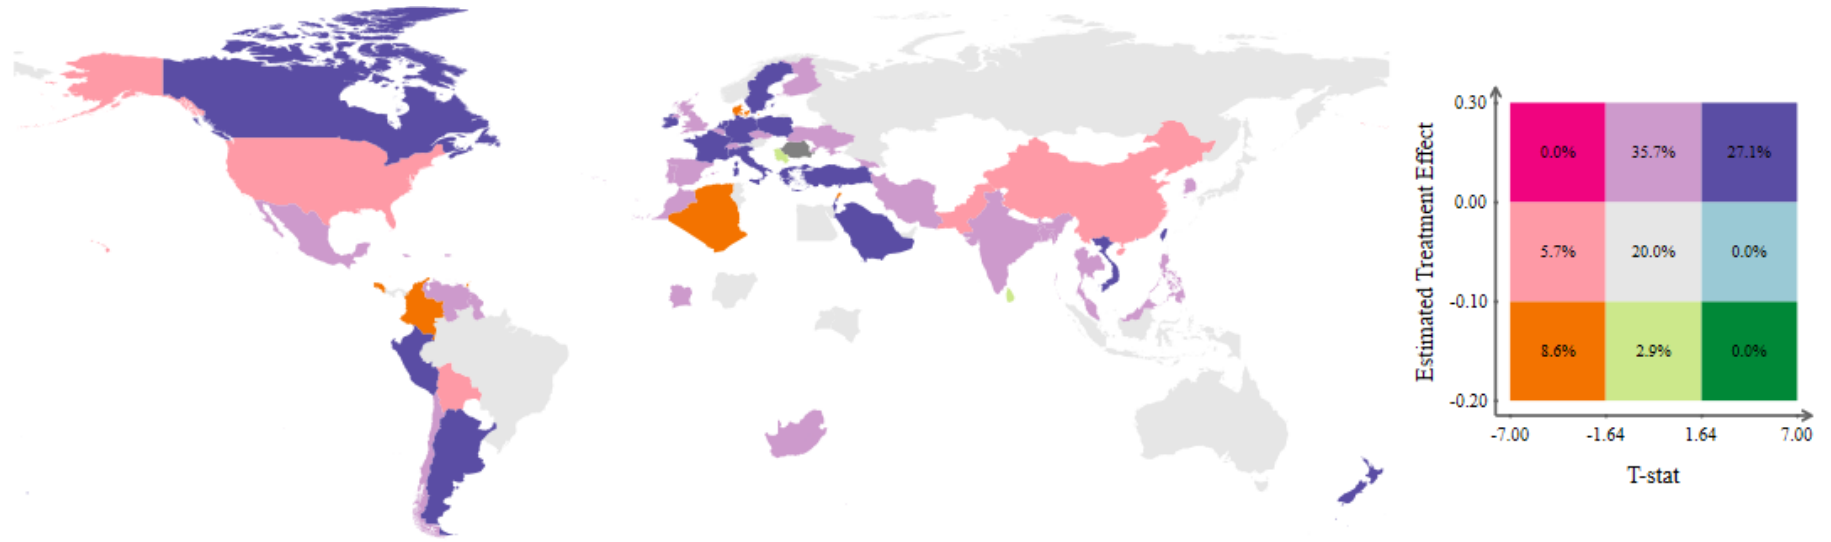 Estimated Treatment Effect
0.30
0.0% 35.7% 27.1%
0.00
5.7% 20.0% 0.0%
-0.10
8.6% 2.9% 0.0%
-0.20
-7.00 -1.64 1.64 7.00
T-stat